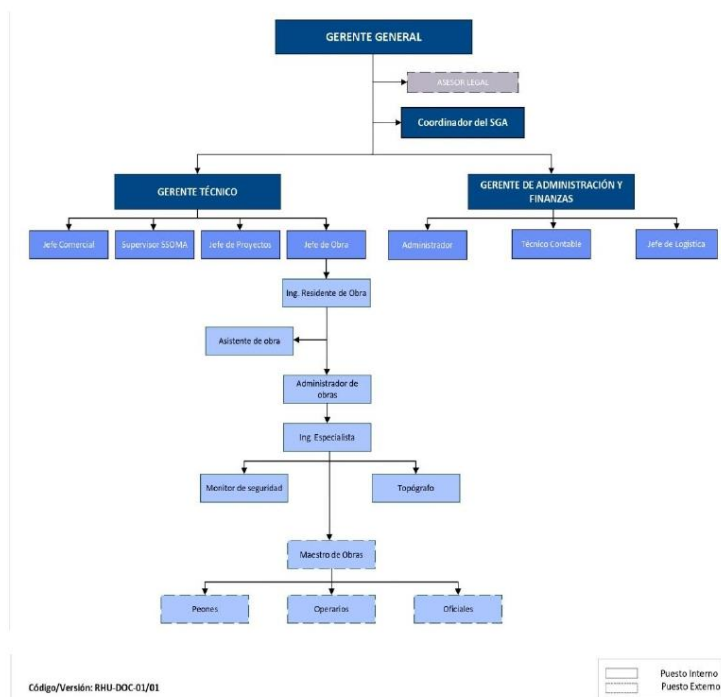 GERENTE GENERAL
ASESOR LEGAL
Coordinador del SGA
GERENTE TÉCNICO
GERENTE DE ADMINISTRACIÓN Y
FINANZAS
Jefe Comercial
Supervisor SSOMA
Jefe de Proyectos
Jefe de Obra
Administrador
Técnico Contable
Jefe de Logística
Ing. Residente de Obra
Asistente de obra
Administrador de
obras
Ing. Especialista
Monitor de seguridad
Topógrafo
Maestro de Obras
Peones
Operarios
Oficiales
Código/Versión: RHU-DOC-01/01
Puesto Interno
Puesto Externo